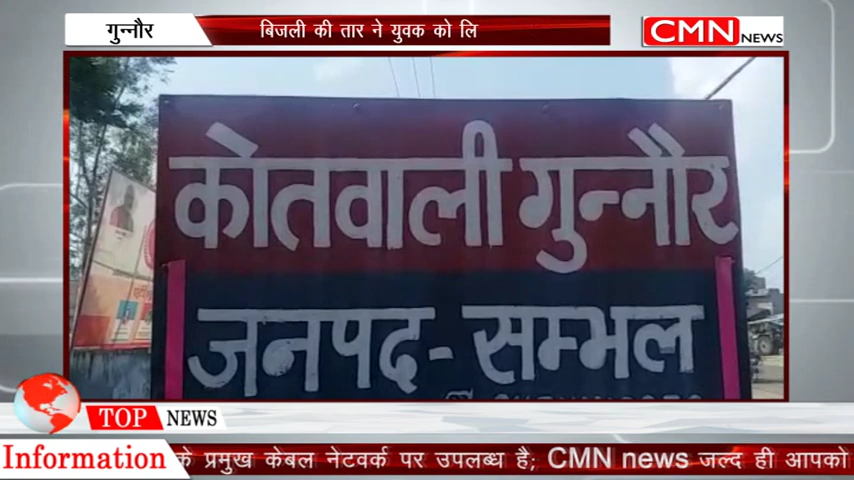 गुन्नौर
बिजली की तार ने युवक को लि
CMN NEWS
कोतवाली गुन्नौर
जनपद-सम्भल
TOP NEWS
Information
के प्रमुख केबल नेटवर्क पर उपलब्ध है; CMN news जल्द ही आपको